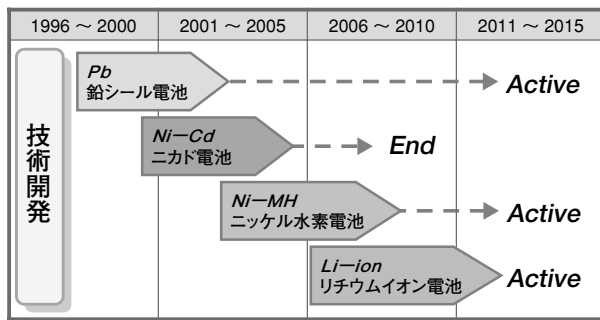 1996 ～ 2000 2001 ～ 2005 2006 ～ 2010 2011 ～ 2015
技術開発
Pb
鉛シール電池
Active
Ni－Cd
ニカド電池
End
Ni－MH
ニッケル水素電池
Active
Li－ion
リチウムイオン電池
Active